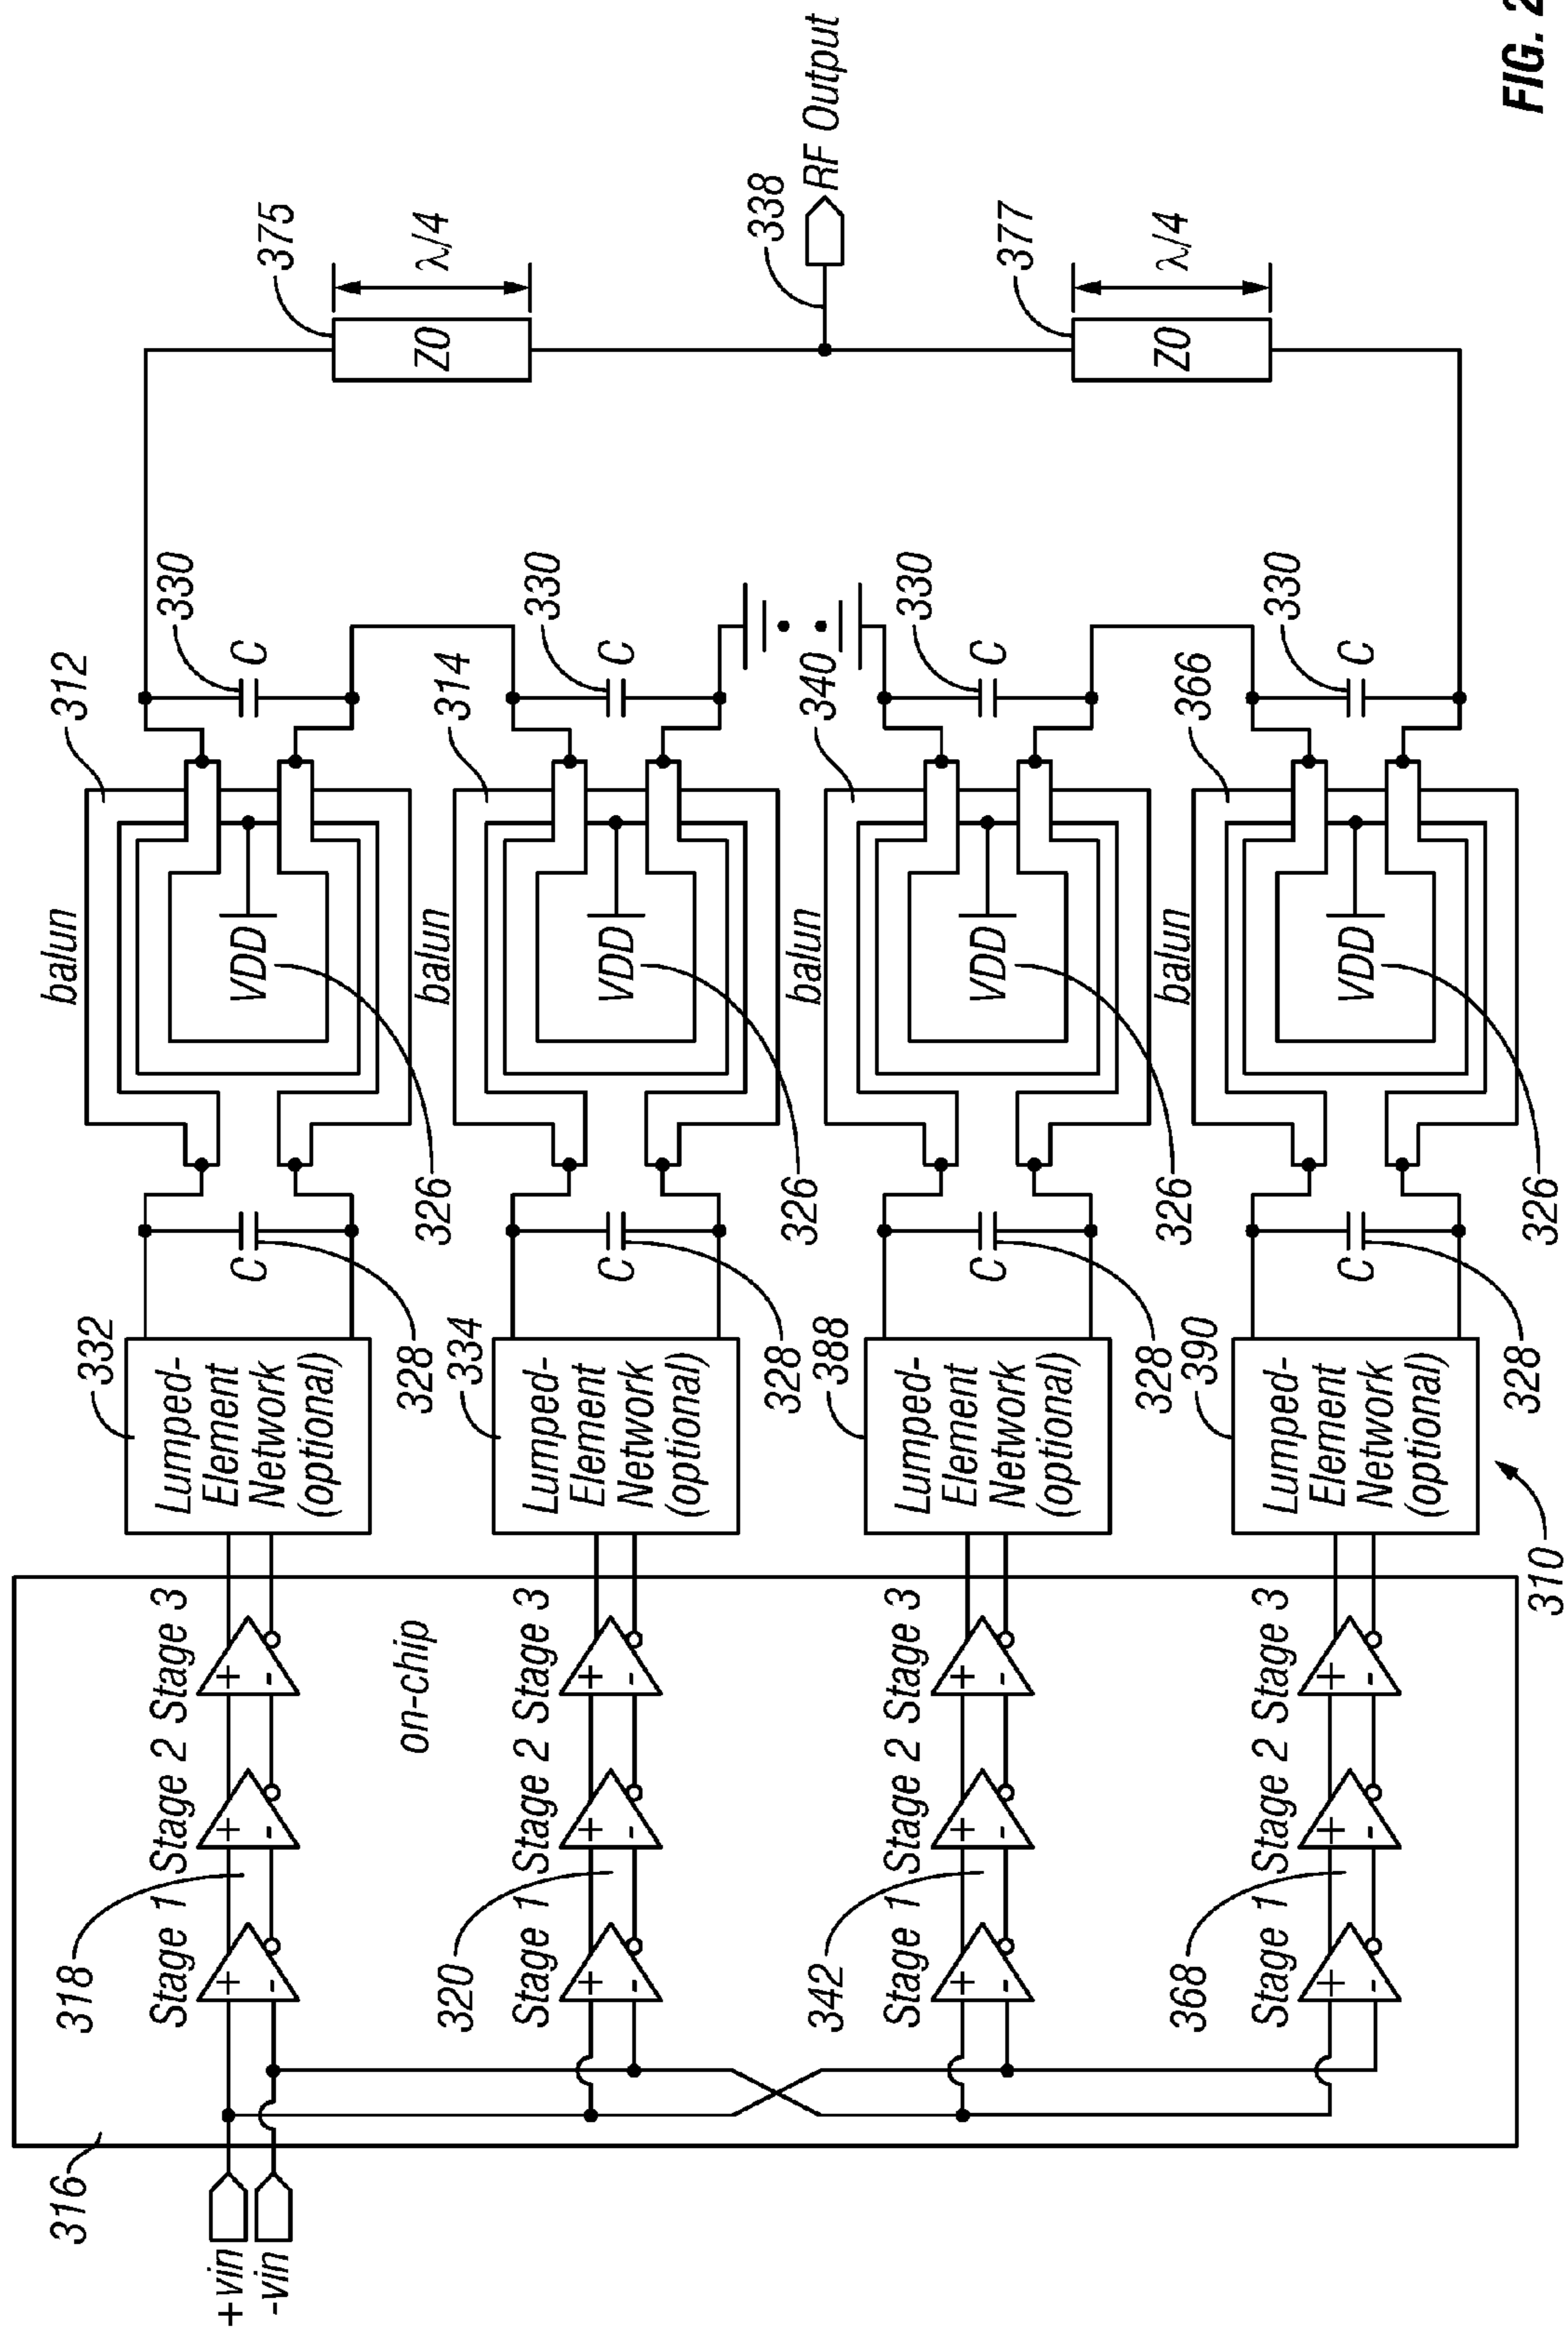 FIG. 2
316
+vin
-vin
318
Stage 1
Stage 2
Stage 3
on-chip
320
Stage 1
Stage 2
Stage 3
342
Stage 1
Stage 2
Stage 3
368
Stage 1
Stage 2
Stage 3
332
Lumped-
Element
Network
(optional)
334
Lumped-
Element
Network
(optional)
388
Lumped-
Element
Network
(optional)
390
Lumped-
Element
Network
(optional)
310
C
328
C
328
C
328
C
328
balun
312
VDD
326
balun
314
VDD
326
balun
340
VDD
326
balun
366
VDD
326
330
C
330
C
330
C
330
C
375
Z0
λ/4
338
RF Output
377
Z0
λ/4